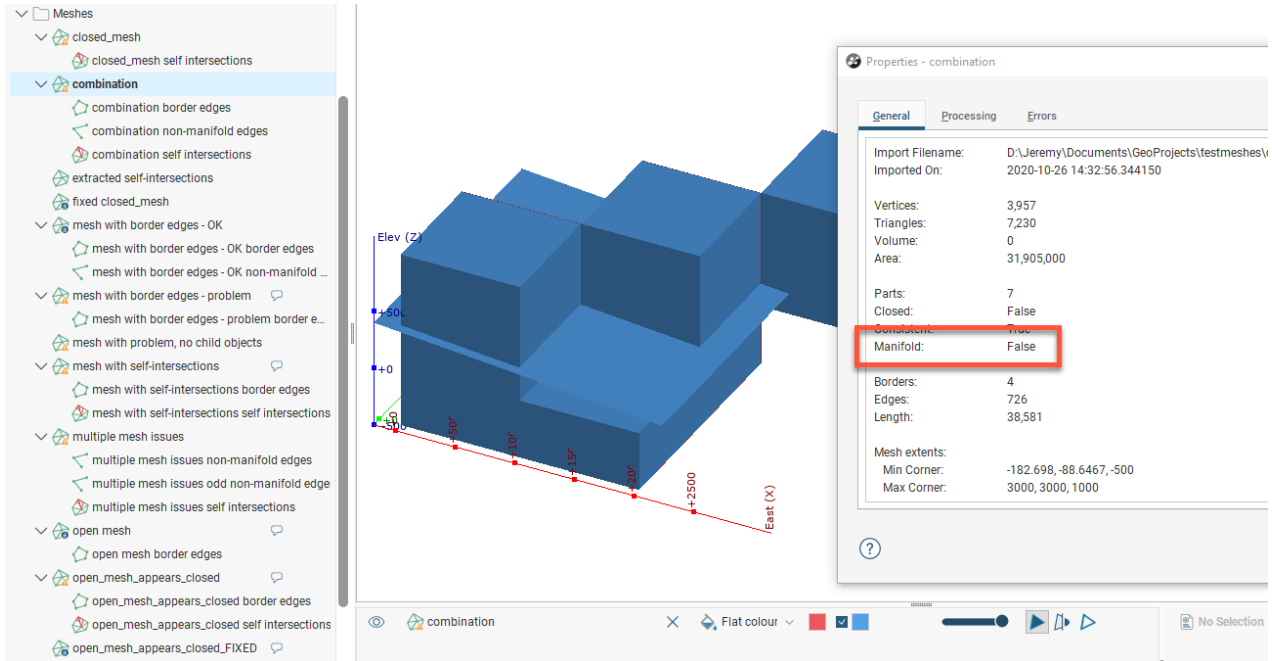 Meshes
closed_mesh
closed_mesh self intersections
combination
combination border edges
combination non-manifold edges
combination self intersections
extracted self-intersections
fixed closed_mesh
mesh with border edges - OK
mesh with border edges - OK border edges
mesh with border edges - OK non-manifold ...
mesh with border edges - problem
mesh with border edges - problem border e...
mesh with problem, no child objects
mesh with self-intersections
mesh with self-intersections border edges
mesh with self-intersections self intersections
multiple mesh issues
multiple mesh issues non-manifold edges
multiple mesh issues odd non-manifold edge
multiple mesh issues self intersections
open mesh
open mesh border edges
open_mesh_appears_closed
open_mesh_appears_closed border edges
open_mesh_appears_closed self intersections
open_mesh_appears_closed_FIXED
Elev (Z)
+0
+2500
East (X)
Properties - combination
General Processing Errors
Import Filename: D:\Jeremy\Documents\GeoProjects\testmeshes\
Imported On: 2020-10-26 14:32:56.344150
Vertices: 3,957
Triangles: 7,230
Volume: 0
Area: 31,905,000
Parts: 7
Closed: False
Consistent: True
Manifold: False
Borders: 4
Edges: 726
Length: 38,581
Mesh extents:
Min Corner: -182.698, -88.6467, -500
Max Corner: 3000, 3000, 1000
?
combination Flat colour No Selection